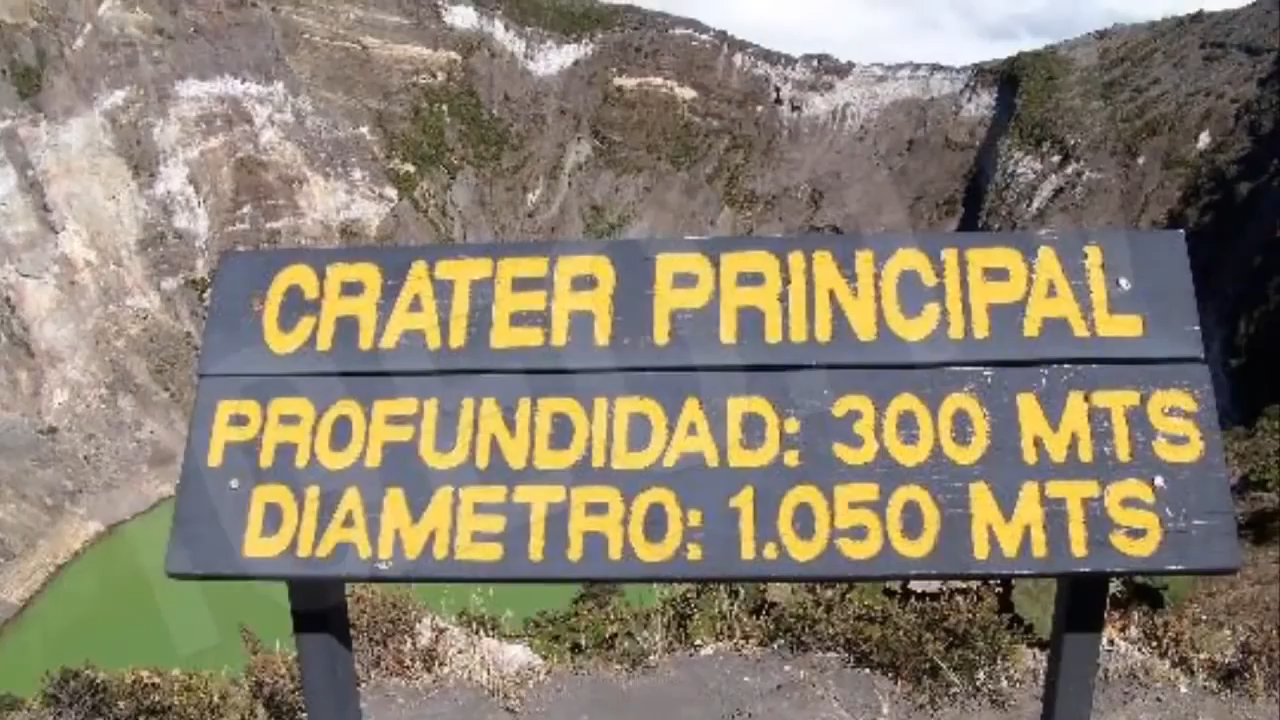 CRATER PRINCIPAL
PROFUNDIDAD: 300 MTS
DIAMETRO: 1.050 MTS